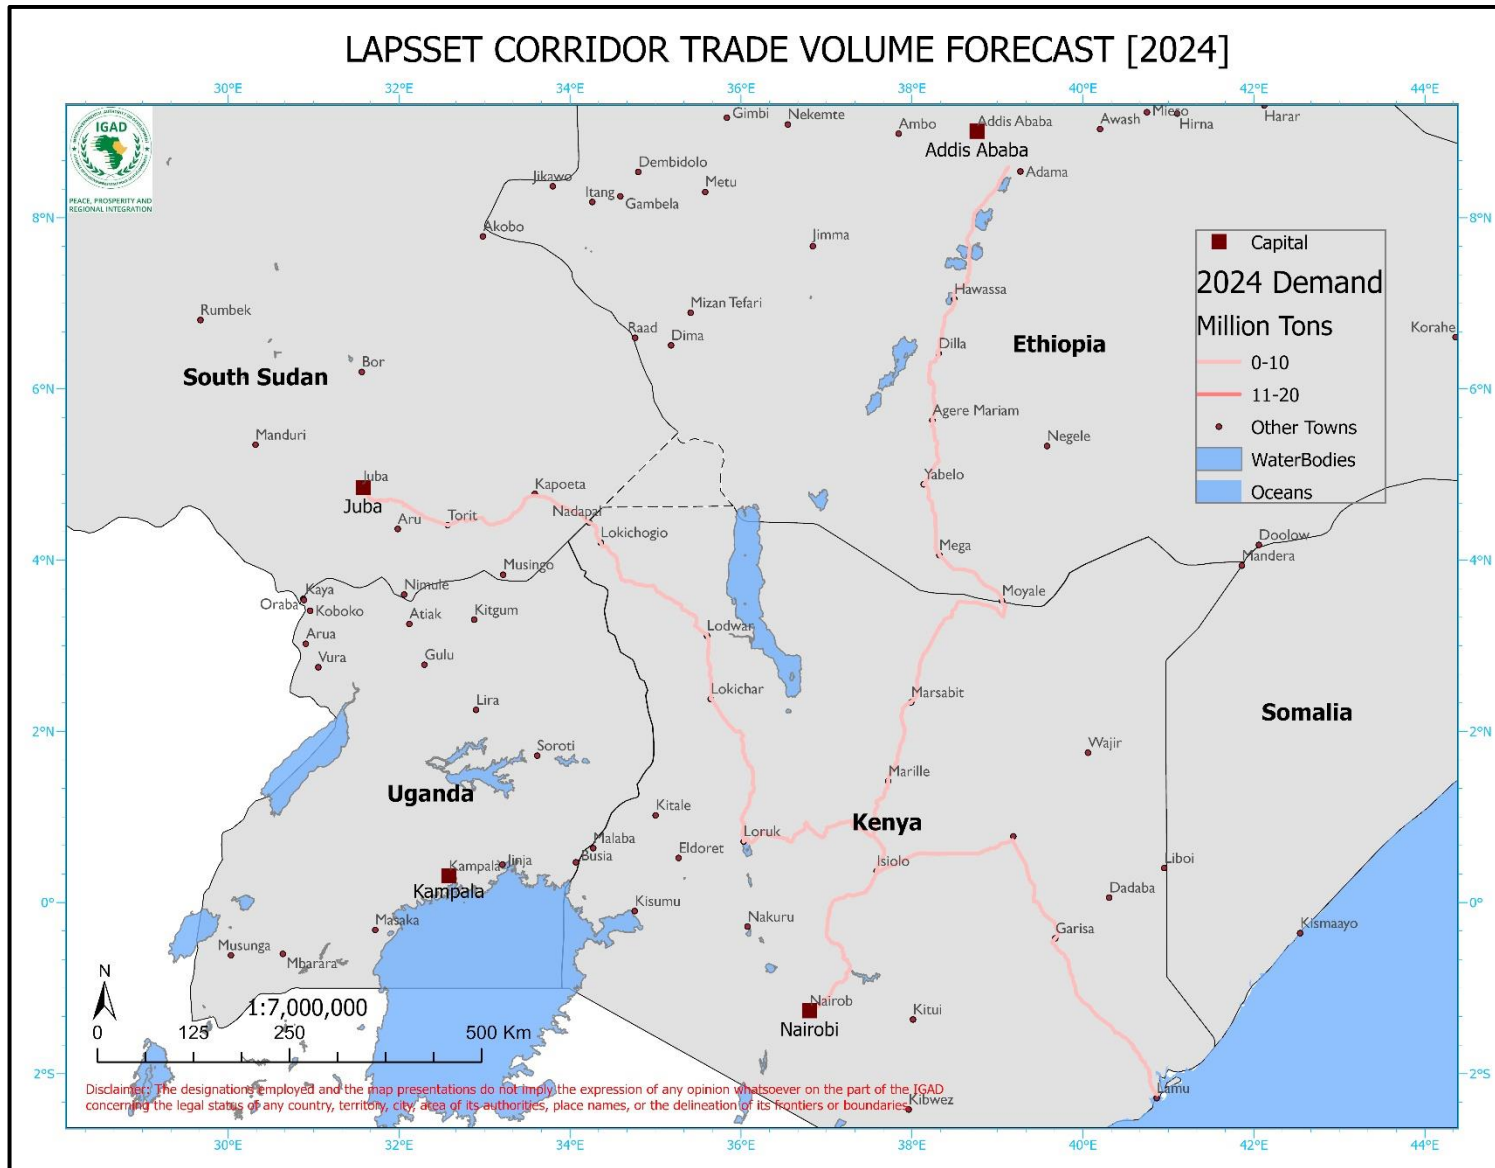 LAPSSET CORRIDOR TRADE VOLUME FORECAST [2024]
30°E 32°E 34°E 36°E 38°E 40°E 42°E 44°E
IGAD
PEACE, PROSPERITY AND
REGIONAL INTEGRATION
Gimbi
Nekemte
Ambo
Addis Ababa
Addis Ababa
Awash
Mieso
Hirna
Harar
Jikawo
Dembidolo
Itang
Gambela
Metu
Adama
8°N
8°N
Akobo
Jimma
Capital
2024 Demand
Million Tons
0-10
11-20
Other Towns
WaterBodies
Oceans
Hawassa
Rumbek
Mizan Tefari
Raad
Dima
Dilla
Ethiopia
Korahe
Bor
South Sudan
6°N
6°N
Agere Mariam
Manduri
Negele
Juba
Juba
Kapoeta
Yabelo
Nadapal
Aru
Torit
Lokichogio
Mega
Doolow
Mandera
4°N
4°N
Musingo
Kaya
Oraba
Koboko
Nimule
Atiak
Kitgum
Moyale
Arua
Vura
Gulu
Lodwar
Lira
Lokichar
Marsabit
Somalia
2°N
2°N
Soroti
Wajir
Marille
Uganda
Kitale
Kenya
Malaba
Busia
Eldoret
Loruk
Kampala
Kampala
Jinja
Isiolo
Liboi
Dadaba
0°
0°
Masaka
Kisumu
Nakuru
Garisa
Kismaayo
Musunga
Mbarara
N
1:7,000,000
0 125 250 500 Km
Nairob
Nairobi
Kitui
2°S
2°S
Lamu
Kibwez
Disclaimer: The designations employed and the map presentations do not imply the expression of any opinion whatsoever on the part of the IGAD
concerning the legal status of any country, territory, city, area of its authorities, place names, or the delineation of its frontiers or boundaries.
30°E 32°E 34°E 36°E 38°E 40°E 42°E 44°E